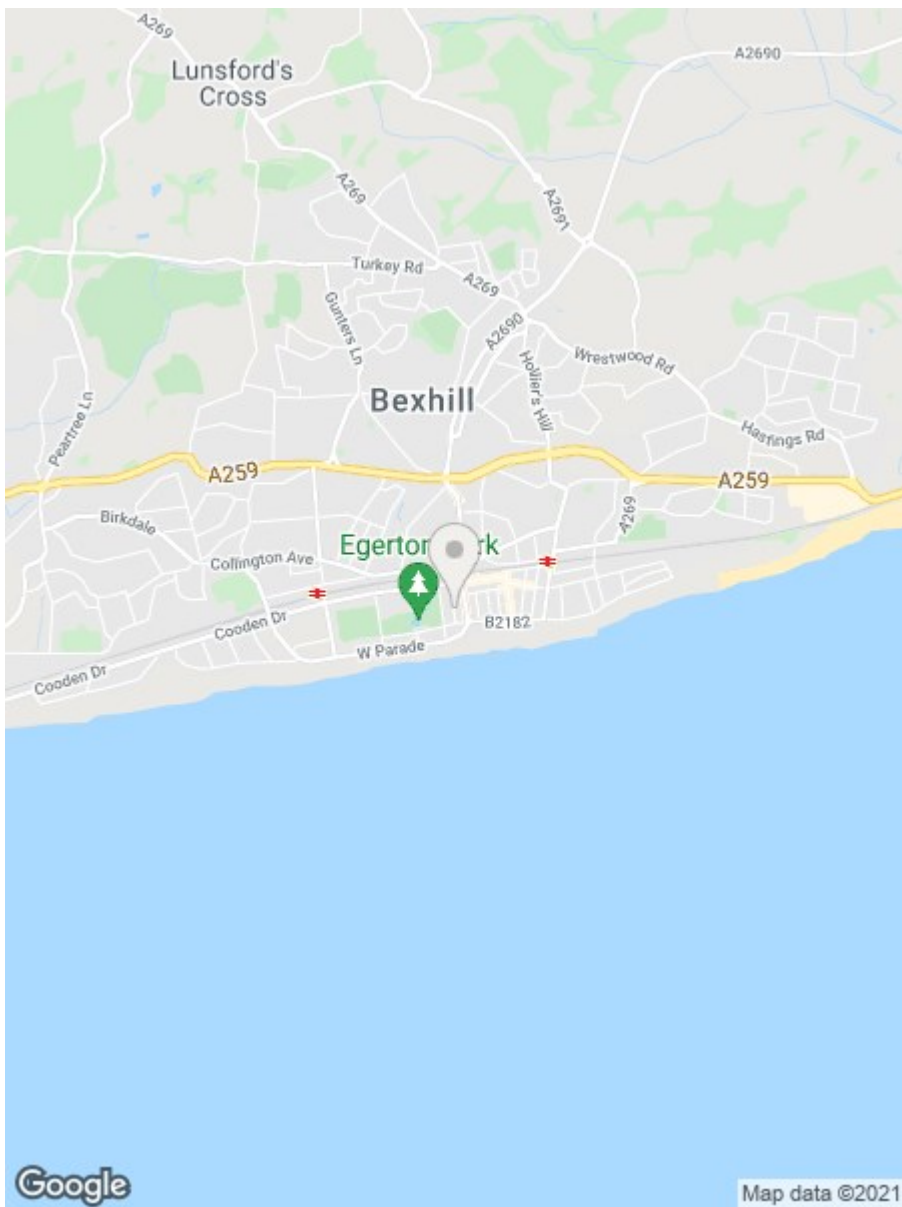 A269
A2690
Lunsford's
Cross
A269
A2691
Turkey Rd
A269
Gunters Ln
A2690
Wrestwood Rd
Hollier's Hill
Bexhill
Peartree Ln
Hastings Rd
A259
A259
Birkdale
A269
Egerton Park
Collington Ave
Cooden Dr
B2182
W Parade
Cooden Dr
Google
Map data ©2021